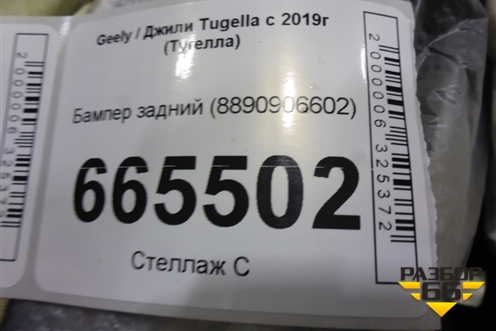 Geely / Джили Tugella с 2019г
(Тугелла)
Бампер задний (8890906602)
665502
Стеллаж С
2000006325372
РАЗБОР
66